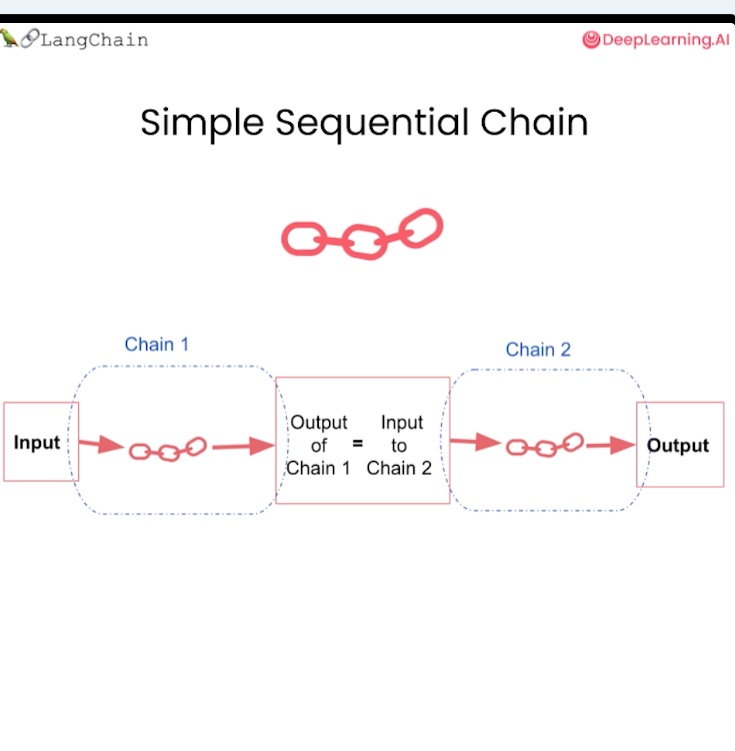 LangChain
DeepLearning.AI
Simple Sequential Chain
Chain 1
Chain 2
Input
Output Input
of = to
Chain 1 Chain 2
Output